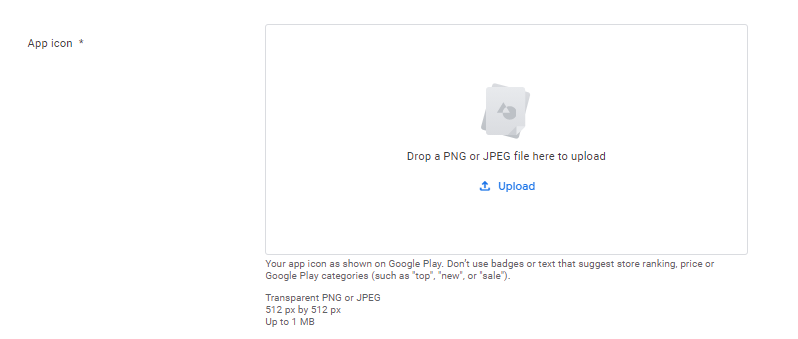 App icon *
Drop a PNG or JPEG file here to upload
Upload
Your app icon as shown on Google Play. Don't use badges or text that suggest store ranking, price or
Google Play categories (such as "top", "new", or "sale").
Transparent PNG or JPEG
512 px by 512 px
Up to 1 MB